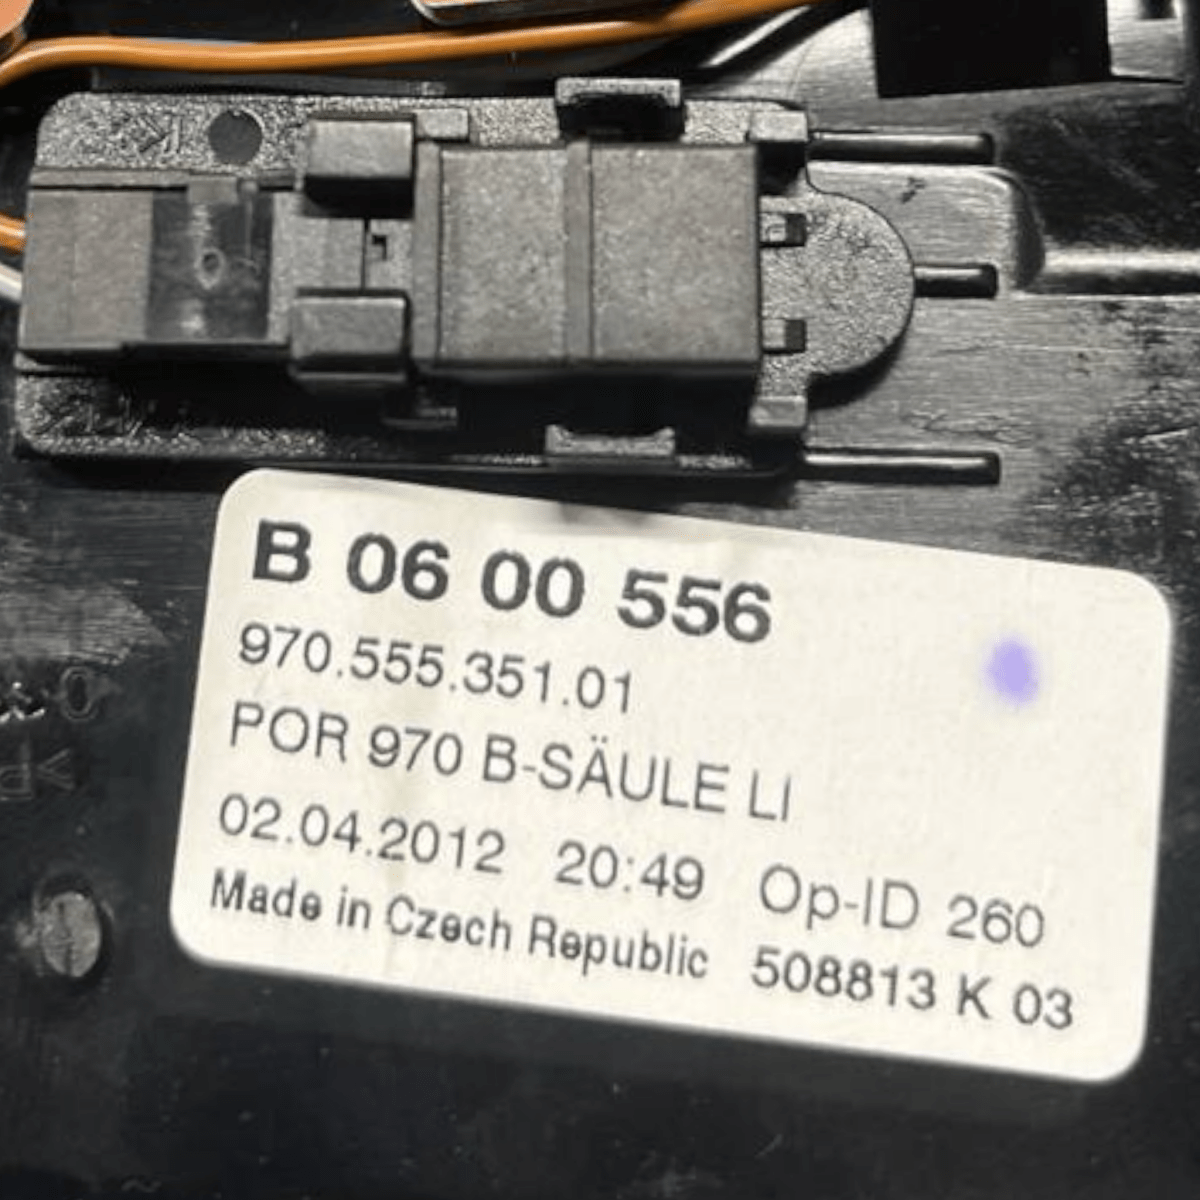 B 06 00 556
970.555.351.01
POR 970 B-SÄULE LI
02.04.2012 20:49 Op-ID 260
Made in Czech Republic 508813 K 03